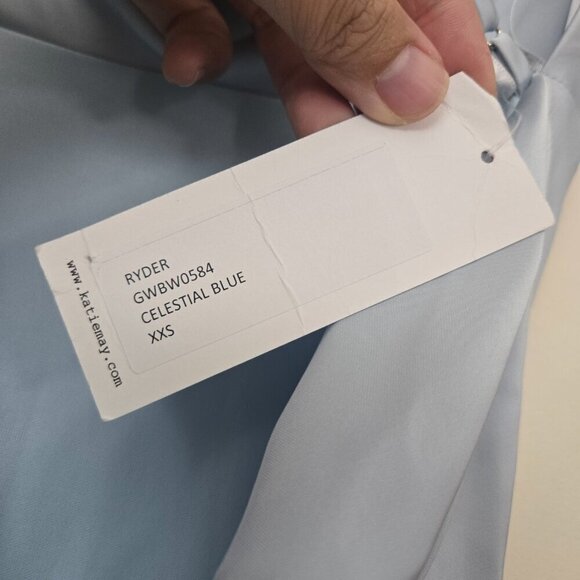 RYDER
GWBW0584
CELESTIAL BLUE
XXS
www.katiemay.com